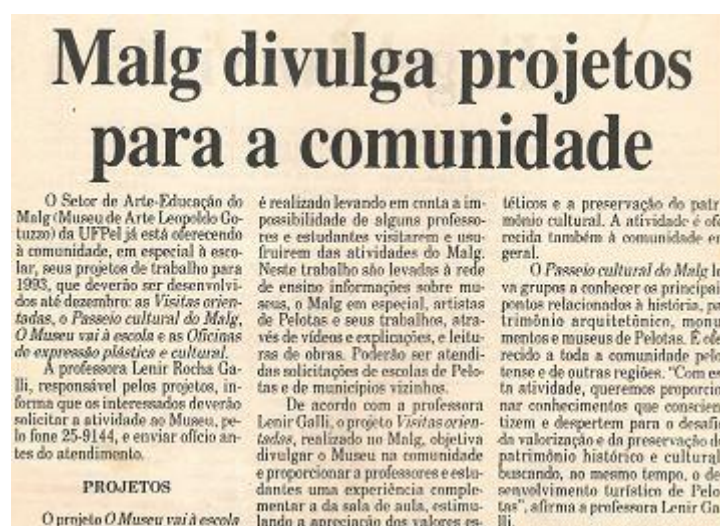 Malg divulga projetos
para a comunidade
O Setor de Arte-Educação do
Malg (Museu de Arte Leopoldo Go-
tuzzo) da UFPel já está oferecendo
à comunidade, em especial à esco-
lar, seus projetos de trabalho para
1993, que deverão ser desenvolvi-
dos até dezembro: as Visitas orien-
tadas, o Passeio cultural do Malg,
O Museu vai à escola e as Oficinas
de expressão plástica e cultural.
A professora Lenir Rocha Ga-
lli, responsável pelos projetos, in-
forma que os interessados deverão
solicitar a atividade ao Museu, pe-
lo fone 25-9144, e enviar ofício an-
tes do atendimento.
PROJETOS
O projeto O Museu vai à escola
é realizado levando em conta a im-
possibilidade de alguns professo-
res e estudantes visitarem e usu-
fruirem das atividades do Malg.
Neste trabalho são levadas à rede
de ensino informações sobre mu-
seus, o Malg em especial, artistas
de Pelotas e seus trabalhos, atra-
vés de vídeos e explicações, e leitu-
ras de obras. Poderão ser atendi-
das solicitações de escolas de Pelo-
tas e de municípios vizinhos.
De acordo com a professora
Lenir Galli, o projeto Visitas orien-
tadas, realizado no Malg, objetiva
divulgar o Museu na comunidade
e proporcionar a professores e estu-
dantes uma experiência comple-
mentar a da sala de aula, estimu-
lando a apreciação dos valores es-
téticos e a preservação do patr
mônio cultural. A atividade é ofe
recida também à comunidade em
geral.
O Passeio cultural do Malg le
va grupos a conhecer os principai
pontos relacionados à história, pa
trimônio arquitetônico, monu
mentos e museus de Pelotas. É ofe
recido a toda a comunidade pelo
tense e de outras regiões. "Com es
ta atividade, queremos proporcio
nar conhecimentos que conscien
tizem e despertem para o desafi
da valorização e da preservação do
patrimônio histórico e cultural
buscando, no mesmo tempo, o de
senvolvimento turístico de Pelo
tas", afirma a professora Lenir Ga
lli.